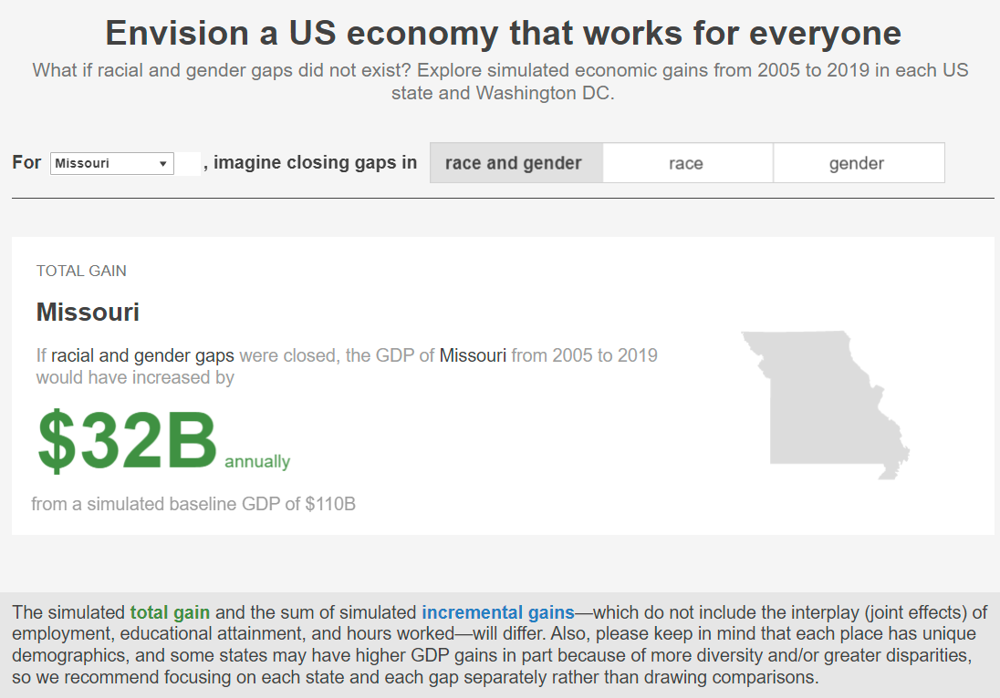 Envision a US economy that works for everyone
What if racial and gender gaps did not exist? Explore simulated economic gains from 2005 to 2019 in each US
state and Washington DC.
For Missouri , imagine closing gaps in race and gender race gender
TOTAL GAIN
Missouri
If racial and gender gaps were closed, the GDP of Missouri from 2005 to 2019
would have increased by
$32B annually
from a simulated baseline GDP of $110B
The simulated total gain and the sum of simulated incremental gains—which do not include the interplay (joint effects) of
employment, educational attainment, and hours worked—will differ. Also, please keep in mind that each place has unique
demographics, and some states may have higher GDP gains in part because of more diversity and/or greater disparities,
so we recommend focusing on each state and each gap separately rather than drawing comparisons.